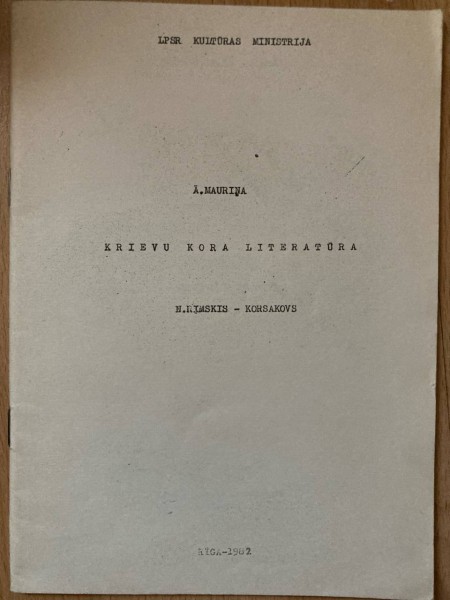 LPSR KULTŪRAS MINISTRIJA
Ā.MAURIŅA
KRIEVU KORA LITERATŪRA
N.RIMSKIS - KORSAKOVS
RĪGA-1982